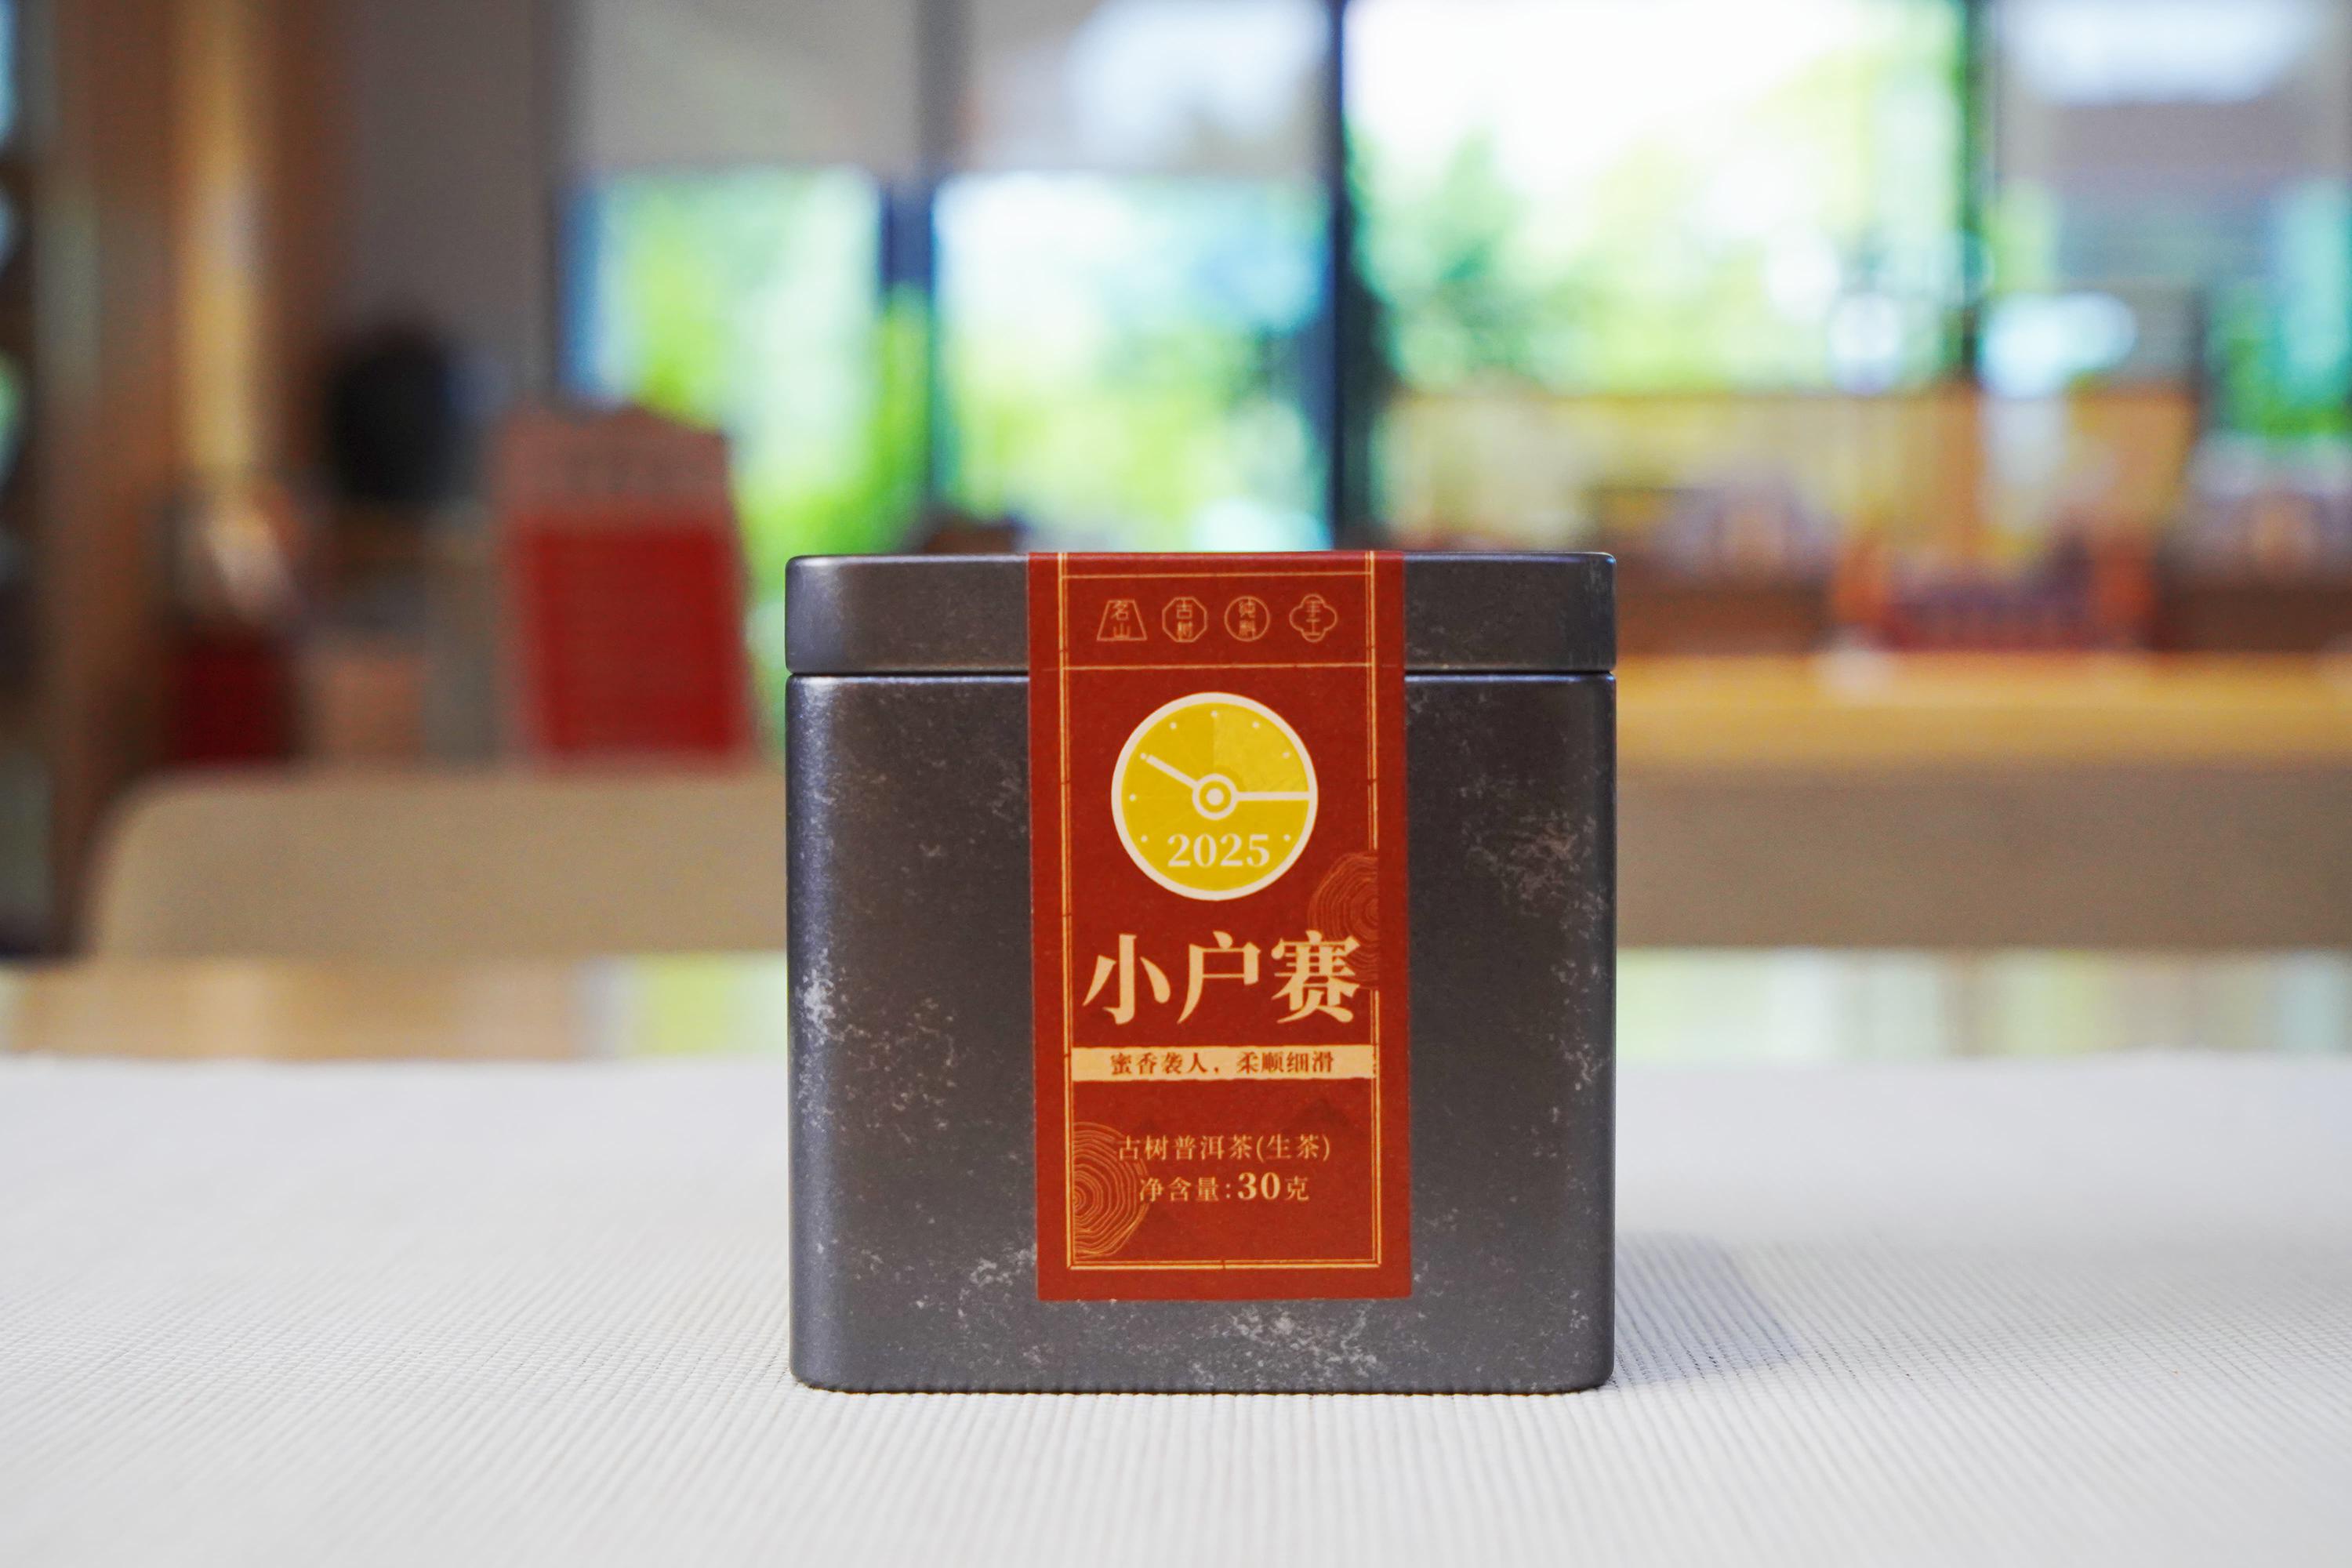 名山 古树 纯料 手工
2025
小户赛
蜜香袭人，柔顺细滑
古树普洱茶(生茶)
净含量:30克